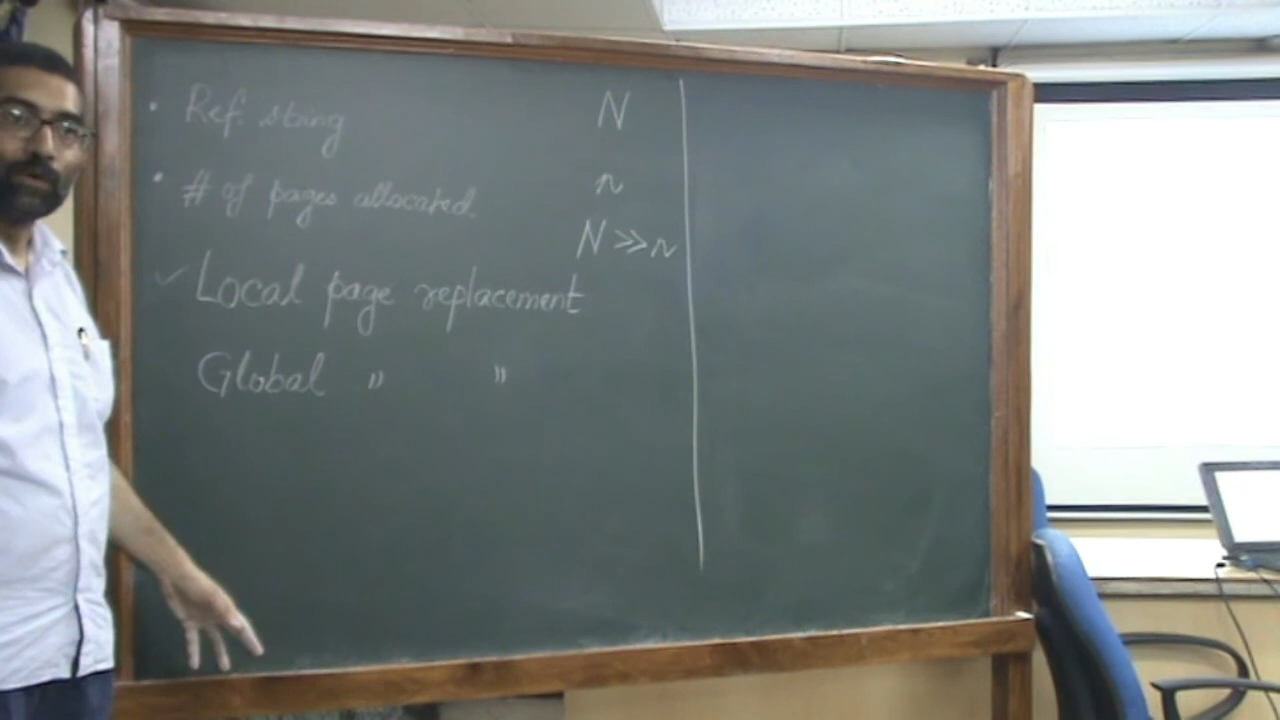 • Ref. string N
• # of pages allocated. n
N >> n
✓ Local page replacement
Global " "